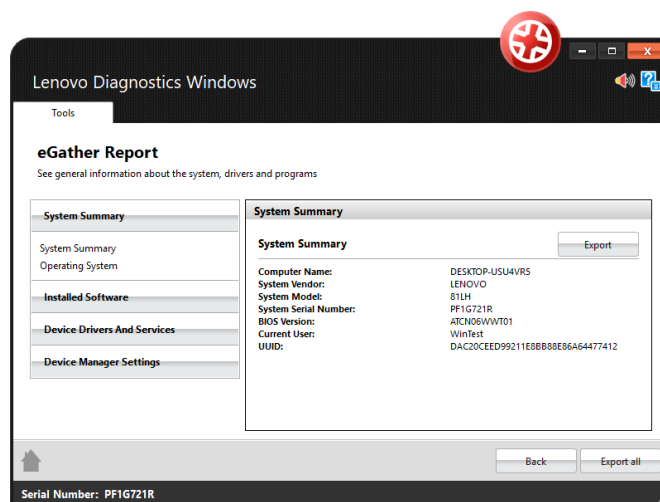 Lenovo Diagnostics Windows
Tools
eGather Report
See general information about the system, drivers and programs
System Summary
System Summary
Operating System
Installed Software
Device Drivers And Services
Device Manager Settings
System Summary
System Summary
Export
Computer Name: DESKTOP-USU4VR5
System Vendor: LENOVO
System Model: 81LH
System Serial Number: PF1G721R
BIOS Version: ATCN06WWT01
Current User: WinTest
UUID: DAC20CEED99211E8BB88E86A64477412
Back
Export all
Serial Number: PF1G721R